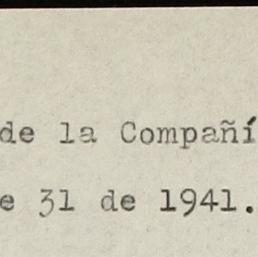 de la Compañí
e 31 de 1941.